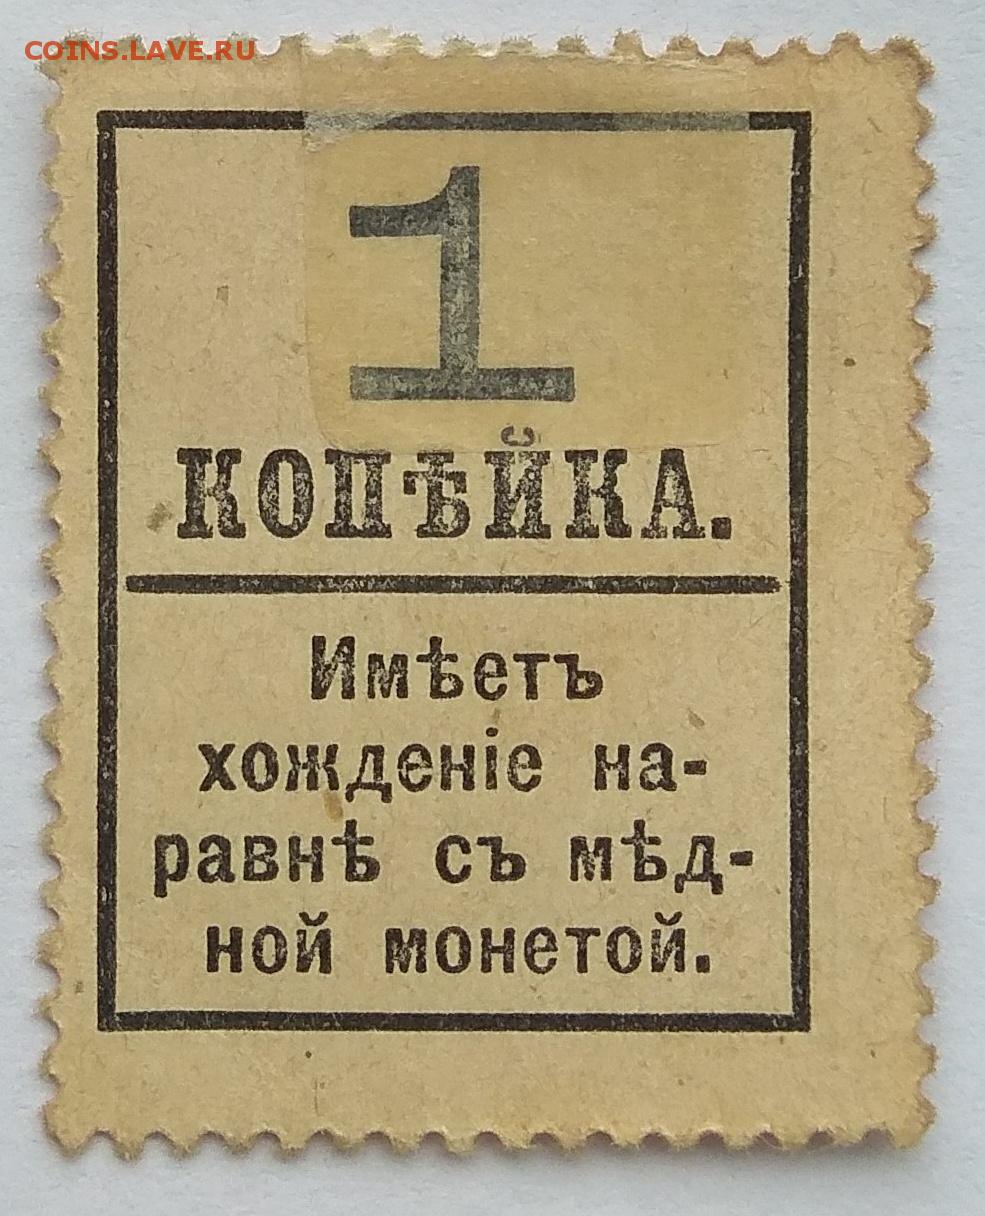 COINS.LAVE.RU
1
КОПѢЙКА.
Имѣетъ
хожденіе на-
равнѣ съ мѣд-
ной монетой.